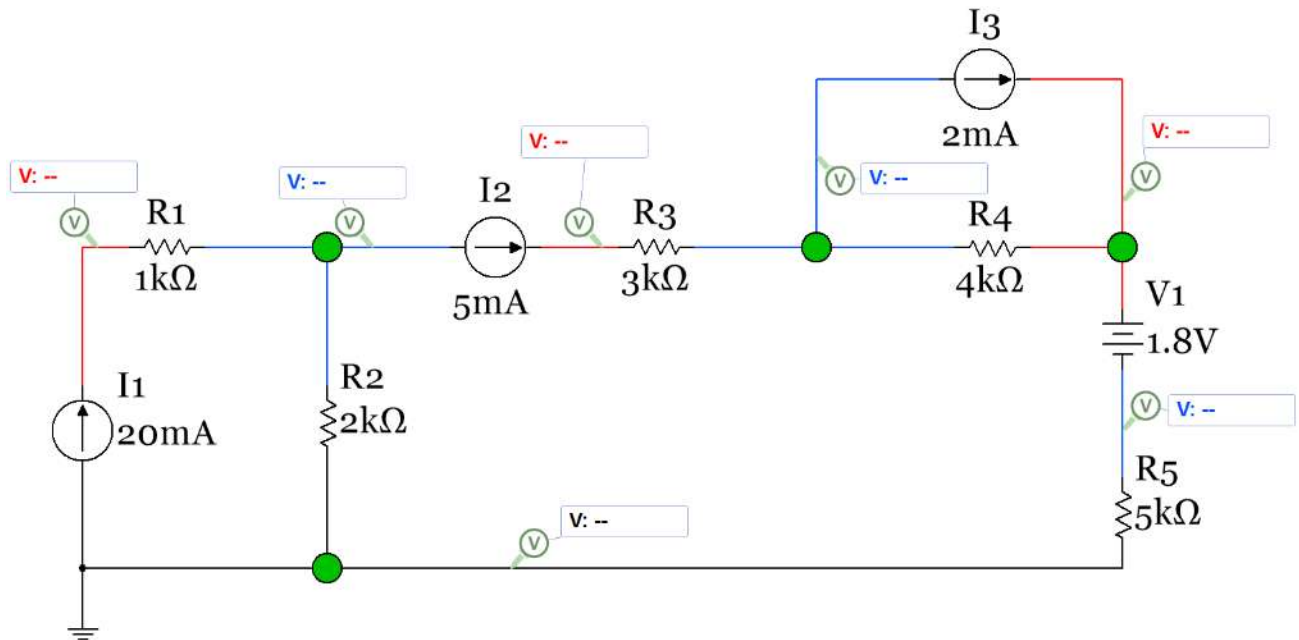 I3
2mA
V: --
V: --
V: --
V: --
V: --
V: --
R1
1kΩ
I2
5mA
R3
3kΩ
R4
4kΩ
V1
1.8V
I1
20mA
R2
2kΩ
V: --
R5
5kΩ
V: --
V
V
V
V
V
V
V